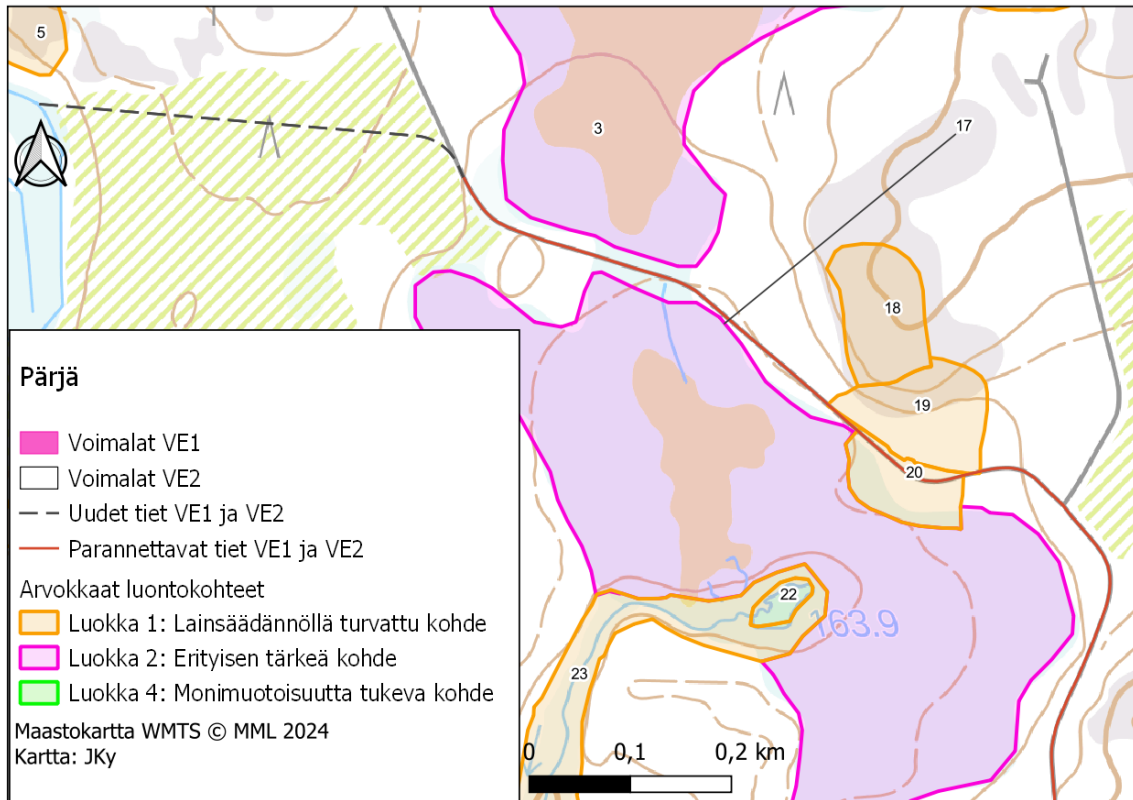 5
3
17
18
19
20
22
163.9
23
Pärjä
Voimalat VE1
Voimalat VE2
Uudet tiet VE1 ja VE2
Parannettavat tiet VE1 ja VE2
Arvokkaat luontokohteet
Luokka 1: Lainsäädännöllä turvattu kohde
Luokka 2: Erityisen tärkeä kohde
Luokka 4: Monimuotoisuutta tukeva kohde
Maastokartta WMTS © MML 2024
Kartta: JKy
0 0,1 0,2 km